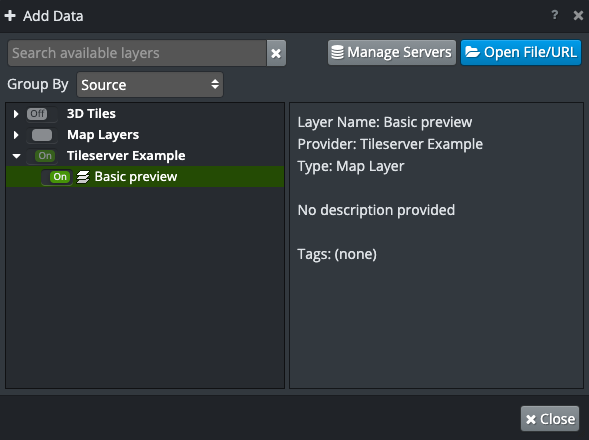 Add Data
?
Search available layers
Manage Servers
Open File/URL
Group By
Source
Off
3D Tiles
Map Layers
On
Tileserver Example
On
Basic preview
Layer Name: Basic preview
Provider: Tileserver Example
Type: Map Layer
No description provided
Tags: (none)
Close